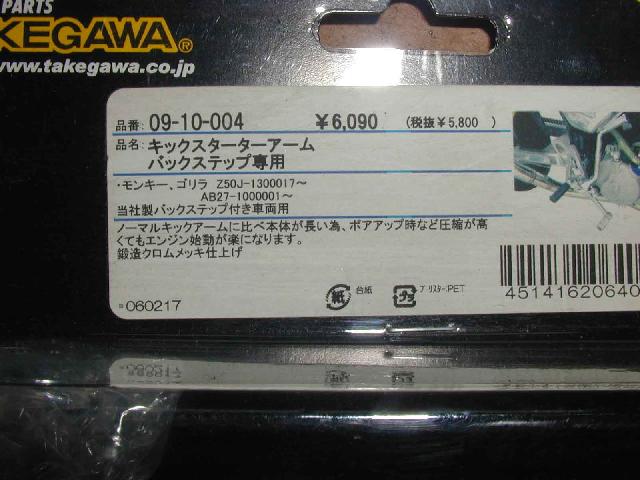 PARTS
KEGAWA®
www.takegawa.co.jp
品番: 09-10-004 ￥6,090 (税抜￥5,800 )
品名: キックスターターアーム
バックステップ専用
・モンキー、ゴリラ Z50J-1300017～
AB27-1000001～
当社製バックステップ付き車両用
ノーマルキックアームに比べ本体が長い為、ボアアップ時など圧縮が高
くてもエンジン始動が楽になります。
鍛造クロムメッキ仕上げ
060217
紙 台紙 プラ ブリスター:PET
45141620640